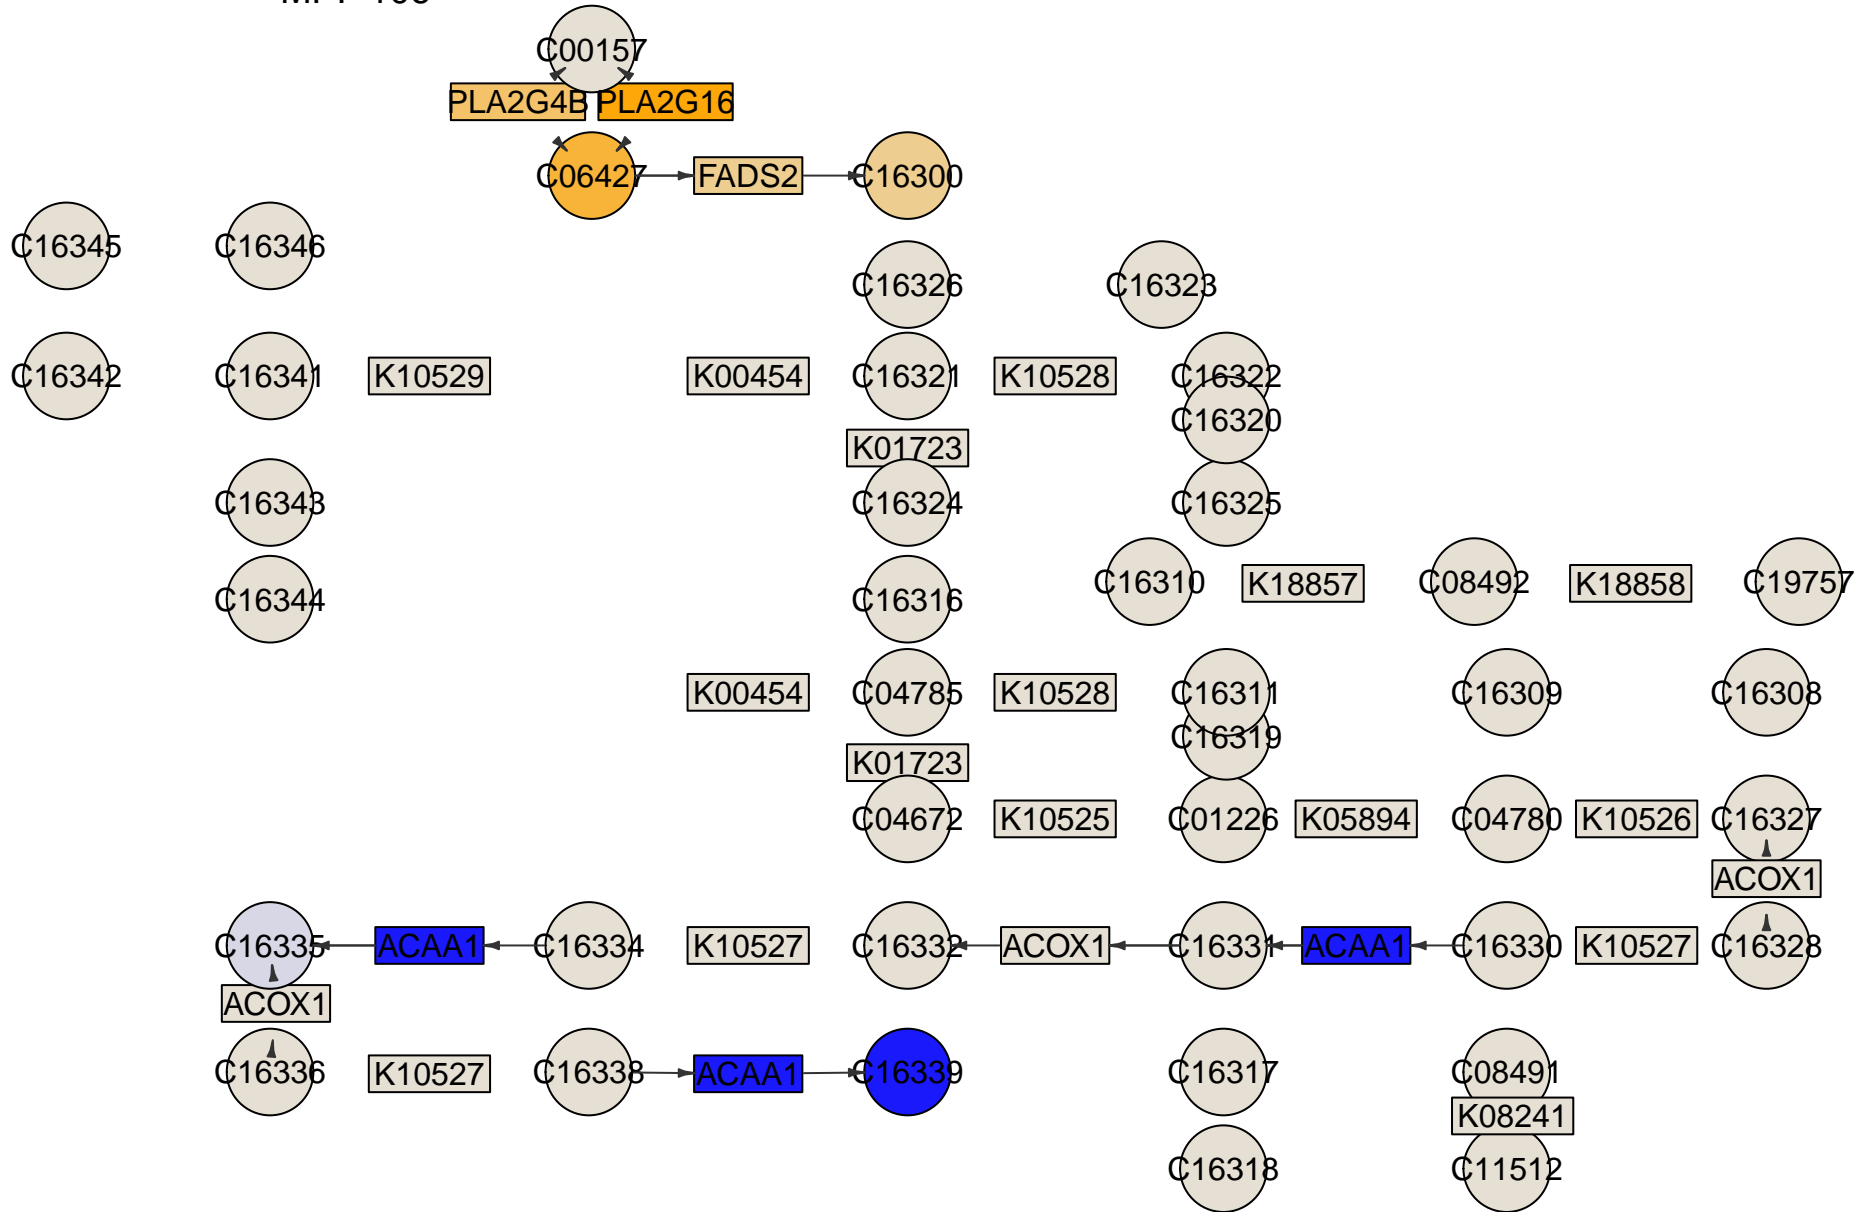 C00157
PLA2G4B PLA2G16
C06427 FADS2 C16300
C16345 C16346
C16326 C16323
C16342 C16341 K10529 K00454 C16321 K10528 C16322
C16320
K01723
C16343 C16324 C16325
C16310 K18857 C08492 K18858 C19757
C16344 C16316
K00454 C04785 K10528 C16311 C16309 C16308
C16319
K01723
C04672 K10525 C01226 K05894 C04780 K10526 C16327
ACOX1
C16335 ACAA1 C16334 K10527 C16332 ACOX1 C16331 ACAA1 C16330 K10527 C16328
ACOX1
C16336 K10527 C16338 ACAA1 C16339 C16317 C08491
K08241
C16318 C11512